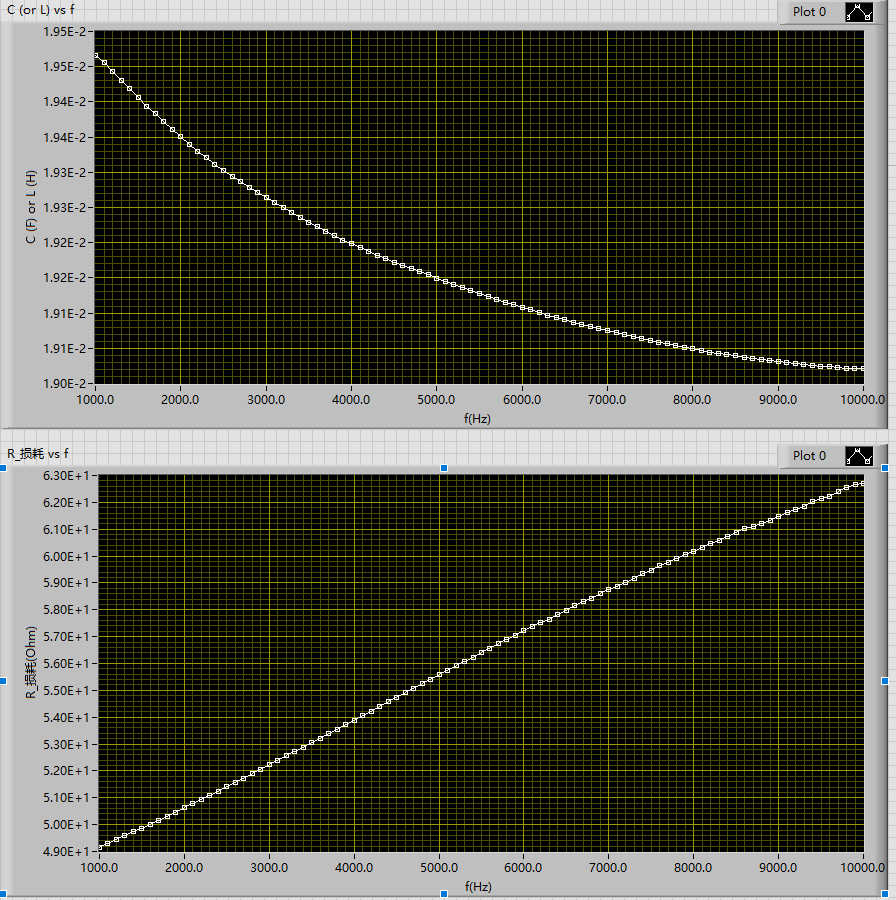 C (or L) vs f
Plot 0
1.95E-2
1.95E-2
1.94E-2
1.94E-2
1.93E-2
1.93E-2
1.92E-2
1.92E-2
1.91E-2
1.91E-2
1.90E-2
C (F) or L (H)
1000.0 2000.0 3000.0 4000.0 5000.0 6000.0 7000.0 8000.0 9000.0 10000.0
f(Hz)
R_损耗 vs f
Plot 0
6.30E+1
6.20E+1
6.10E+1
6.00E+1
5.90E+1
5.80E+1
5.70E+1
5.60E+1
5.50E+1
5.40E+1
5.30E+1
5.20E+1
5.10E+1
5.00E+1
4.90E+1
R_损耗(Ohm)
1000.0 2000.0 3000.0 4000.0 5000.0 6000.0 7000.0 8000.0 9000.0 10000.0
f(Hz)